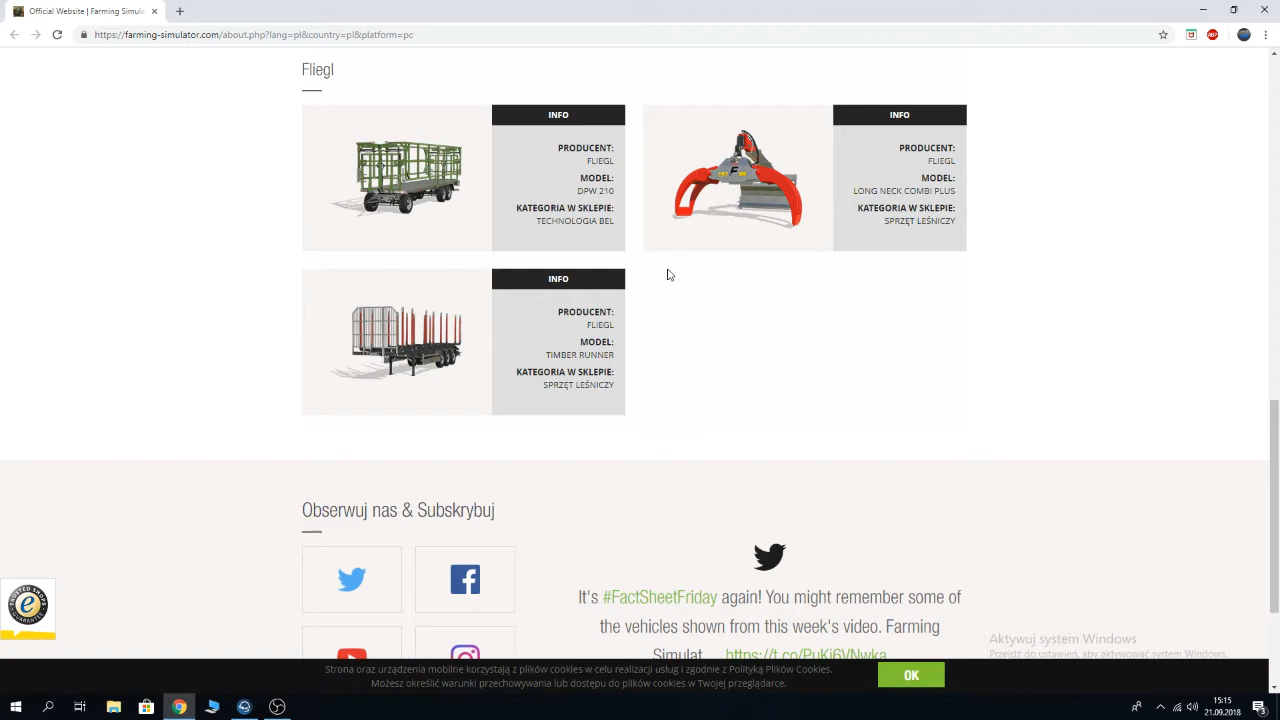 Official Website | Farming Simula
https://farming-simulator.com/about.php?lang=pl&country=pl&platform=pc
Fliegl
INFO
PRODUCENT:
FLIEGL
MODEL:
DPW 210
KATEGORIA W SKLEPIE:
TECHNOLOGIA BEL
INFO
PRODUCENT:
FLIEGL
MODEL:
LONG NECK COMBI PLUS
KATEGORIA W SKLEPIE:
SPRZĘT LEŚNICZY
INFO
PRODUCENT:
FLIEGL
MODEL:
TIMBER RUNNER
KATEGORIA W SKLEPIE:
SPRZĘT LEŚNICZY
Obserwuj nas & Subskrybuj
It's #FactSheetFriday again! You might remember some of
the vehicles shown from this week's video. Farming
Simulat... https://t.co/PuKi6VNwka
TRUSTED SHOPS
GUARANTEE
Aktywuj system Windows
Przejdź do ustawień, aby aktywować system Windows.
Strona oraz urządzenia mobilne korzystają z plików cookies w celu realizacji usług i zgodnie z Polityką Plików Cookies.
Możesz określić warunki przechowywania lub dostępu do plików cookies w Twojej przeglądarce.
OK
15:15
21.09.2018